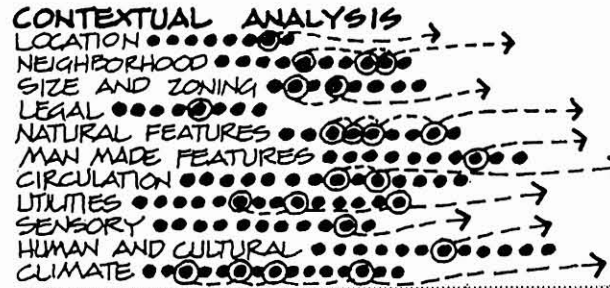 CONTEXTUAL ANALYSIS
LOCATION
NEIGHBORHOOD
SIZE AND ZONING
LEGAL
NATURAL FEATURES
MAN MADE FEATURES
CIRCULATION
UTILITIES
SENSORY
HUMAN AND CULTURAL
CLIMATE